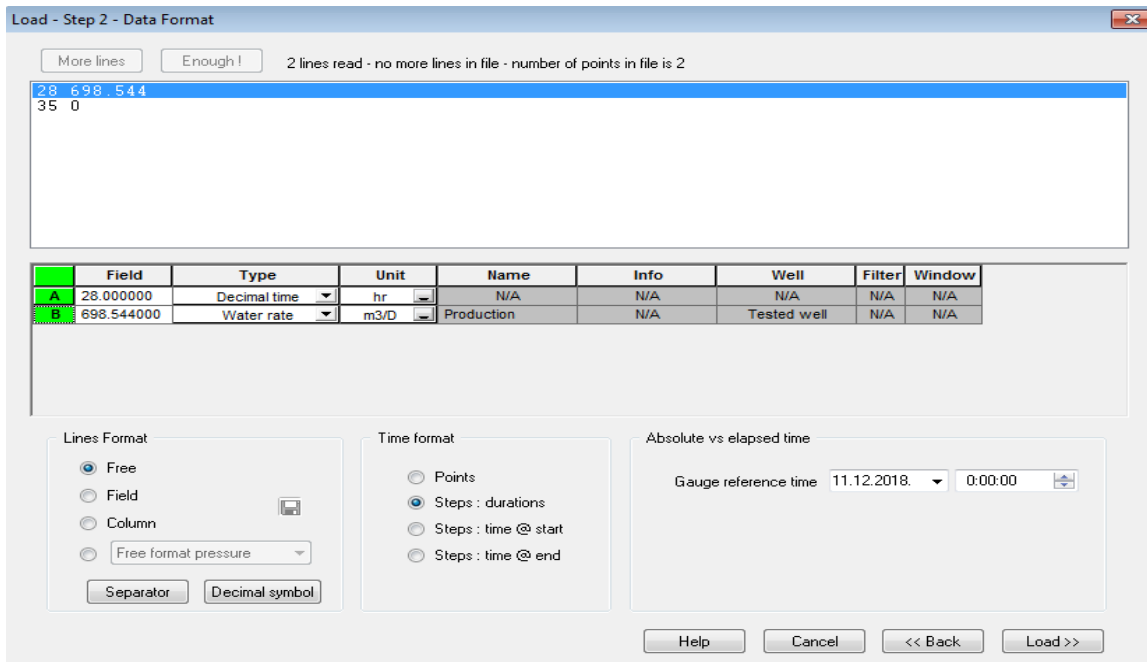 Load - Step 2 - Data Format
More lines Enough ! 2 lines read - no more lines in file - number of points in file is 2
28 698.544
35 0
Field Type Unit Name Info Well Filter Window
A 28.000000 Decimal time hr N/A N/A N/A N/A N/A
B 698.544000 Water rate m3/D Production N/A Tested well N/A N/A
Lines Format
Free
Field
Column
Free format pressure
Separator Decimal symbol
Time format
Points
Steps : durations
Steps : time @ start
Steps : time @ end
Absolute vs elapsed time
Gauge reference time 11.12.2018. 0:00:00
Help Cancel << Back Load >>